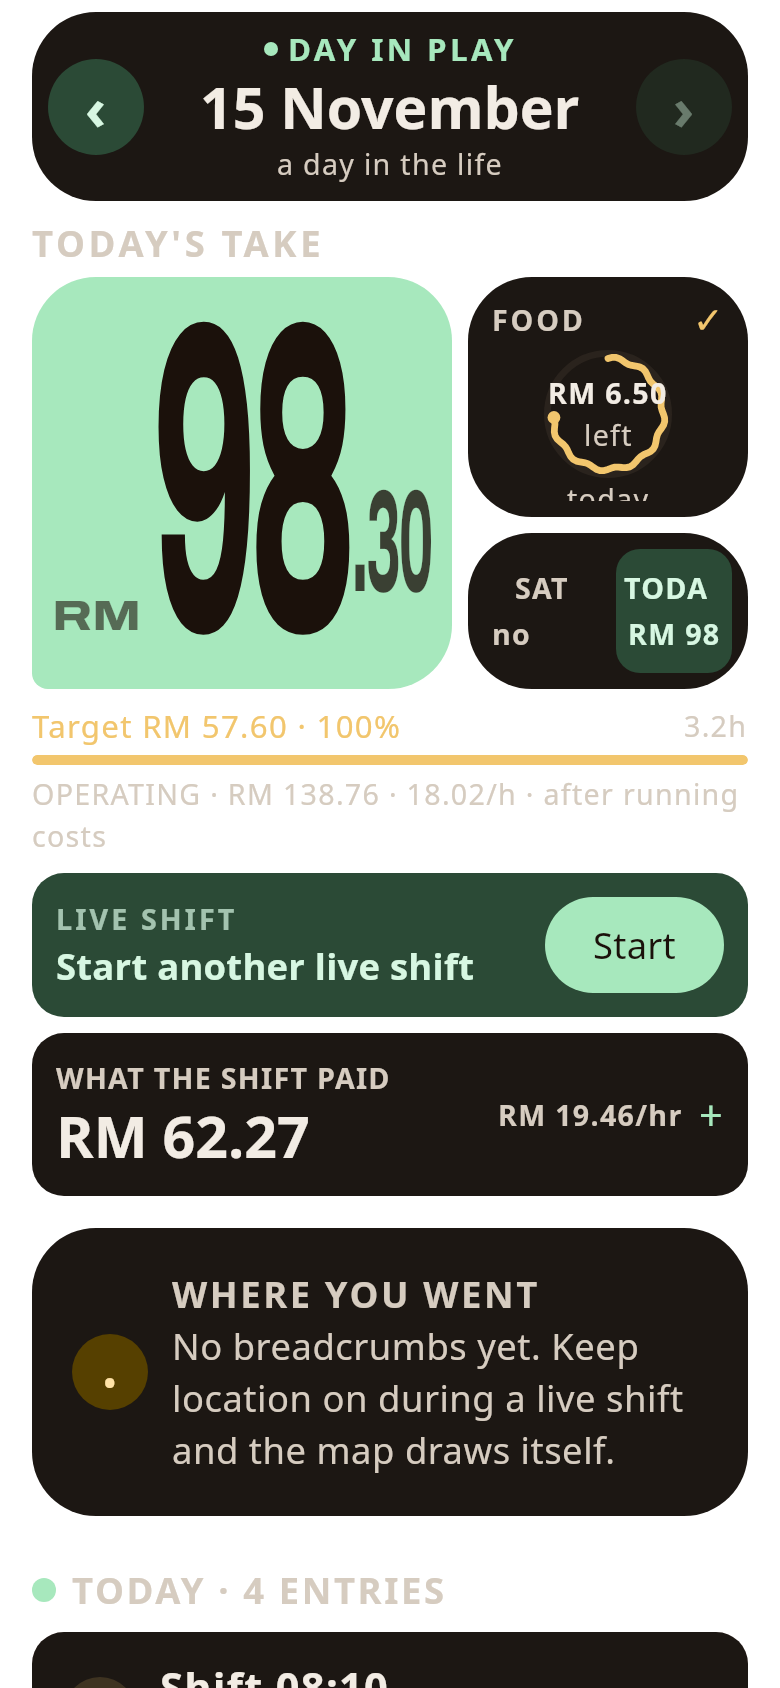 DAY IN PLAY
‹
15 November
›
a day in the life
TODAY'S TAKE
RM 98.30
FOOD ✓
RM 6.50
left
today
SAT
no
TODA
RM 98
Target RM 57.60 · 100%
3.2h
OPERATING · RM 138.76 · 18.02/h · after running
costs
LIVE SHIFT
Start another live shift
Start
WHAT THE SHIFT PAID
RM 62.27
RM 19.46/hr +
WHERE YOU WENT
No breadcrumbs yet. Keep
location on during a live shift
and the map draws itself.
TODAY · 4 ENTRIES
Shift 08:10